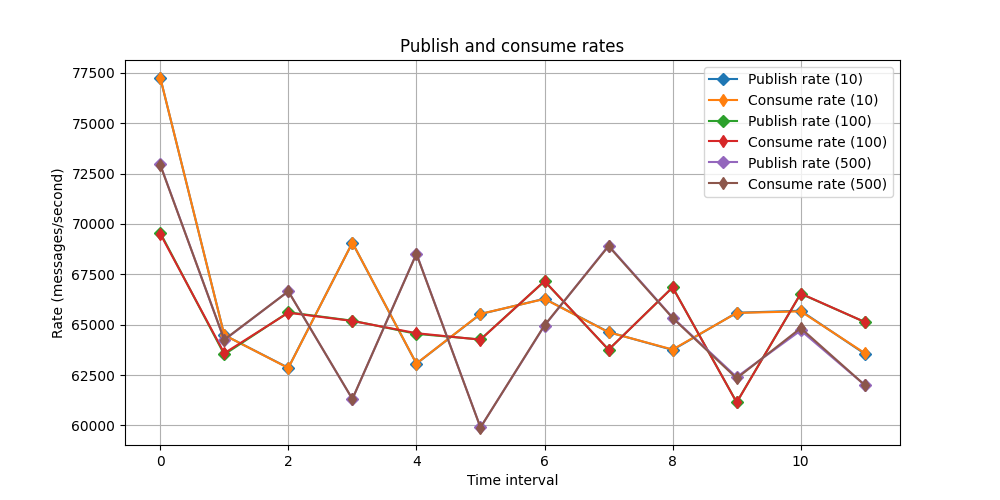 Publish and consume rates
Rate (messages/second)
77500
75000
72500
70000
67500
65000
62500
60000
0 2 4 6 8 10
Time interval
Publish rate (10)
Consume rate (10)
Publish rate (100)
Consume rate (100)
Publish rate (500)
Consume rate (500)